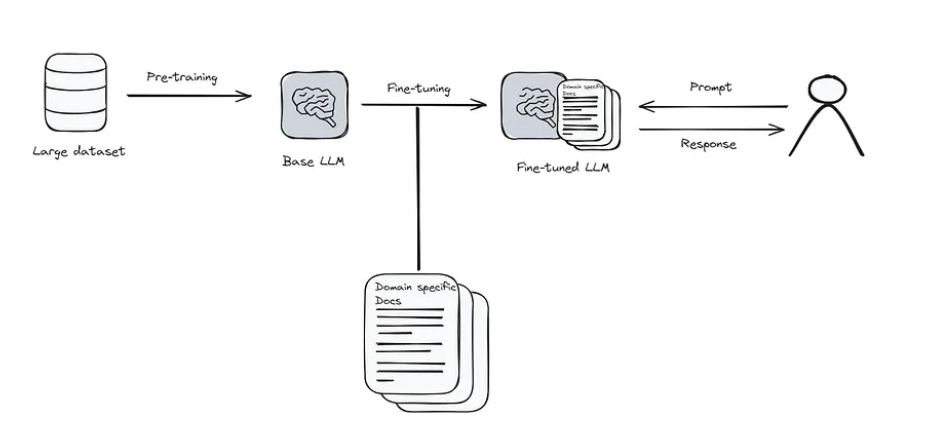 Pre-training
Large dataset
Base LLM
Fine-tuning
Domain specific
Docs
Domain specific
Docs
Fine-tuned LLM
Prompt
Response